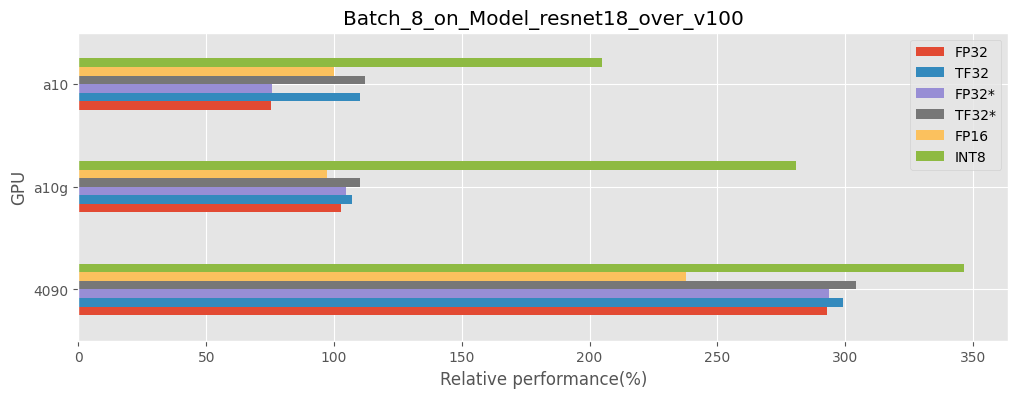 Batch_8_on_Model_resnet18_over_v100
FP32
TF32
FP32*
TF32*
FP16
INT8
GPU
a10
a10g
4090
0 50 100 150 200 250 300 350
Relative performance(%)